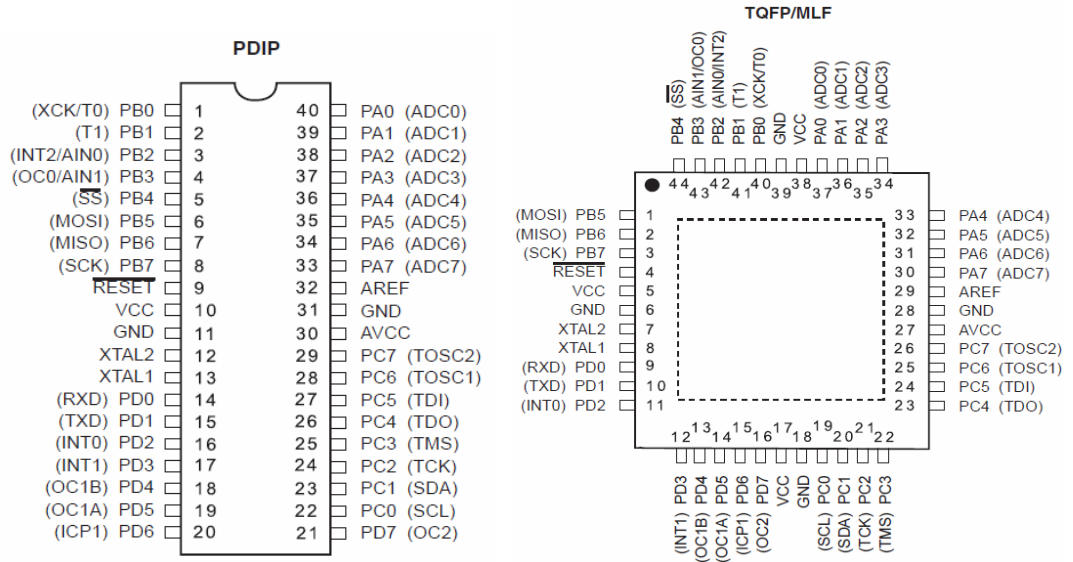 PDIP
(XCK/T0) PB0 1 40 PA0 (ADC0)
(T1) PB1 2 39 PA1 (ADC1)
(INT2/AIN0) PB2 3 38 PA2 (ADC2)
(OC0/AIN1) PB3 4 37 PA3 (ADC3)
(SS) PB4 5 36 PA4 (ADC4)
(MOSI) PB5 6 35 PA5 (ADC5)
(MISO) PB6 7 34 PA6 (ADC6)
(SCK) PB7 8 33 PA7 (ADC7)
RESET 9 32 AREF
VCC 10 31 GND
GND 11 30 AVCC
XTAL2 12 29 PC7 (TOSC2)
XTAL1 13 28 PC6 (TOSC1)
(RXD) PD0 14 27 PC5 (TDI)
(TXD) PD1 15 26 PC4 (TDO)
(INT0) PD2 16 25 PC3 (TMS)
(INT1) PD3 17 24 PC2 (TCK)
(OC1B) PD4 18 23 PC1 (SDA)
(OC1A) PD5 19 22 PC0 (SCL)
(ICP1) PD6 20 21 PD7 (OC2)
TQFP/MLF
PB4 (SS)
PB3 (AIN1/OC0)
PB2 (AIN0/INT2)
PB1 (T1)
PB0 (XCK/T0)
GND
VCC
PA0 (ADC0)
PA1 (ADC1)
PA2 (ADC2)
PA3 (ADC3)
44 43 42 41 40 39 38 37 36 35 34
(MOSI) PB5 1 33 PA4 (ADC4)
(MISO) PB6 2 32 PA5 (ADC5)
(SCK) PB7 3 31 PA6 (ADC6)
RESET 4 30 PA7 (ADC7)
VCC 5 29 AREF
GND 6 28 GND
XTAL2 7 27 AVCC
XTAL1 8 26 PC7 (TOSC2)
(RXD) PD0 9 25 PC6 (TOSC1)
(TXD) PD1 10 24 PC5 (TDI)
(INT0) PD2 11 23 PC4 (TDO)
12 13 14 15 16 17 18 19 20 21 22
(INT1) PD3
(OC1B) PD4
(OC1A) PD5
(ICP1) PD6
(OC2) PD7
VCC
GND
(SCL) PC0
(SDA) PC1
(TCK) PC2
(TMS) PC3